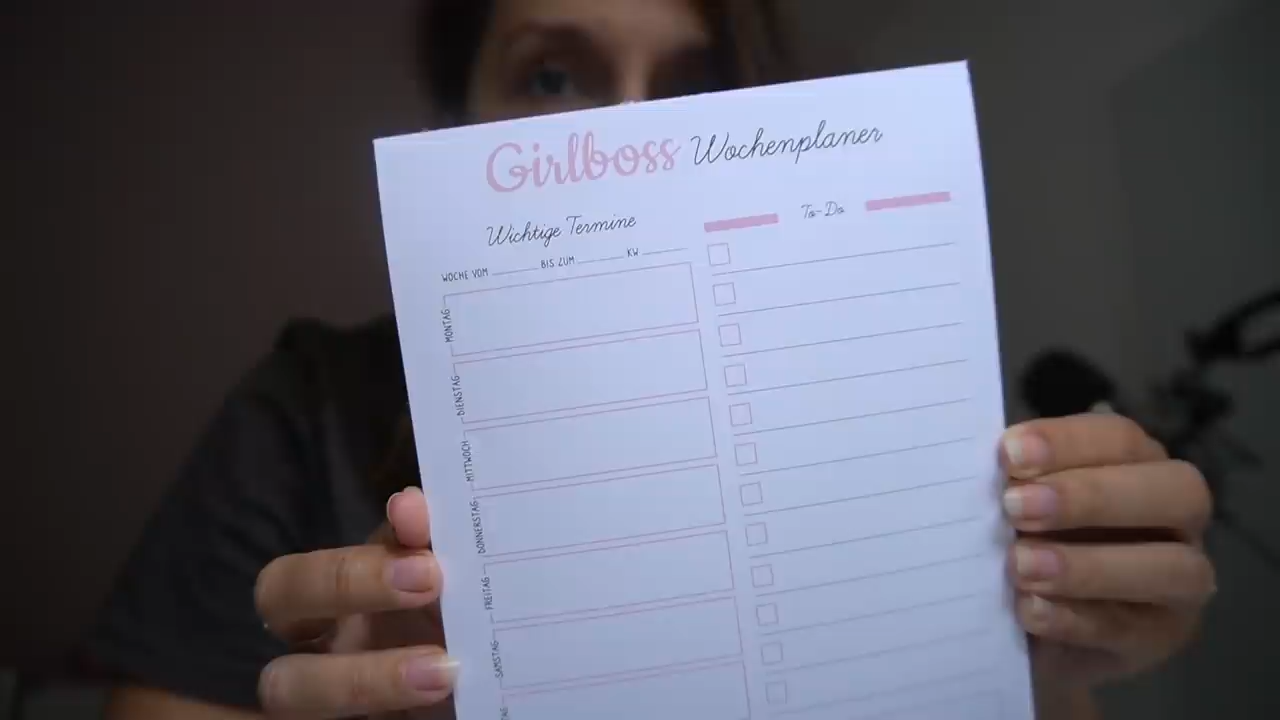 Girlboss Wochenplaner
Wichtige Termine
WOCHE VOM BIS ZUM KW
MONTAG
DIENSTAG
MITTWOCH
DONNERSTAG
FREITAG
SAMSTAG
To-Do